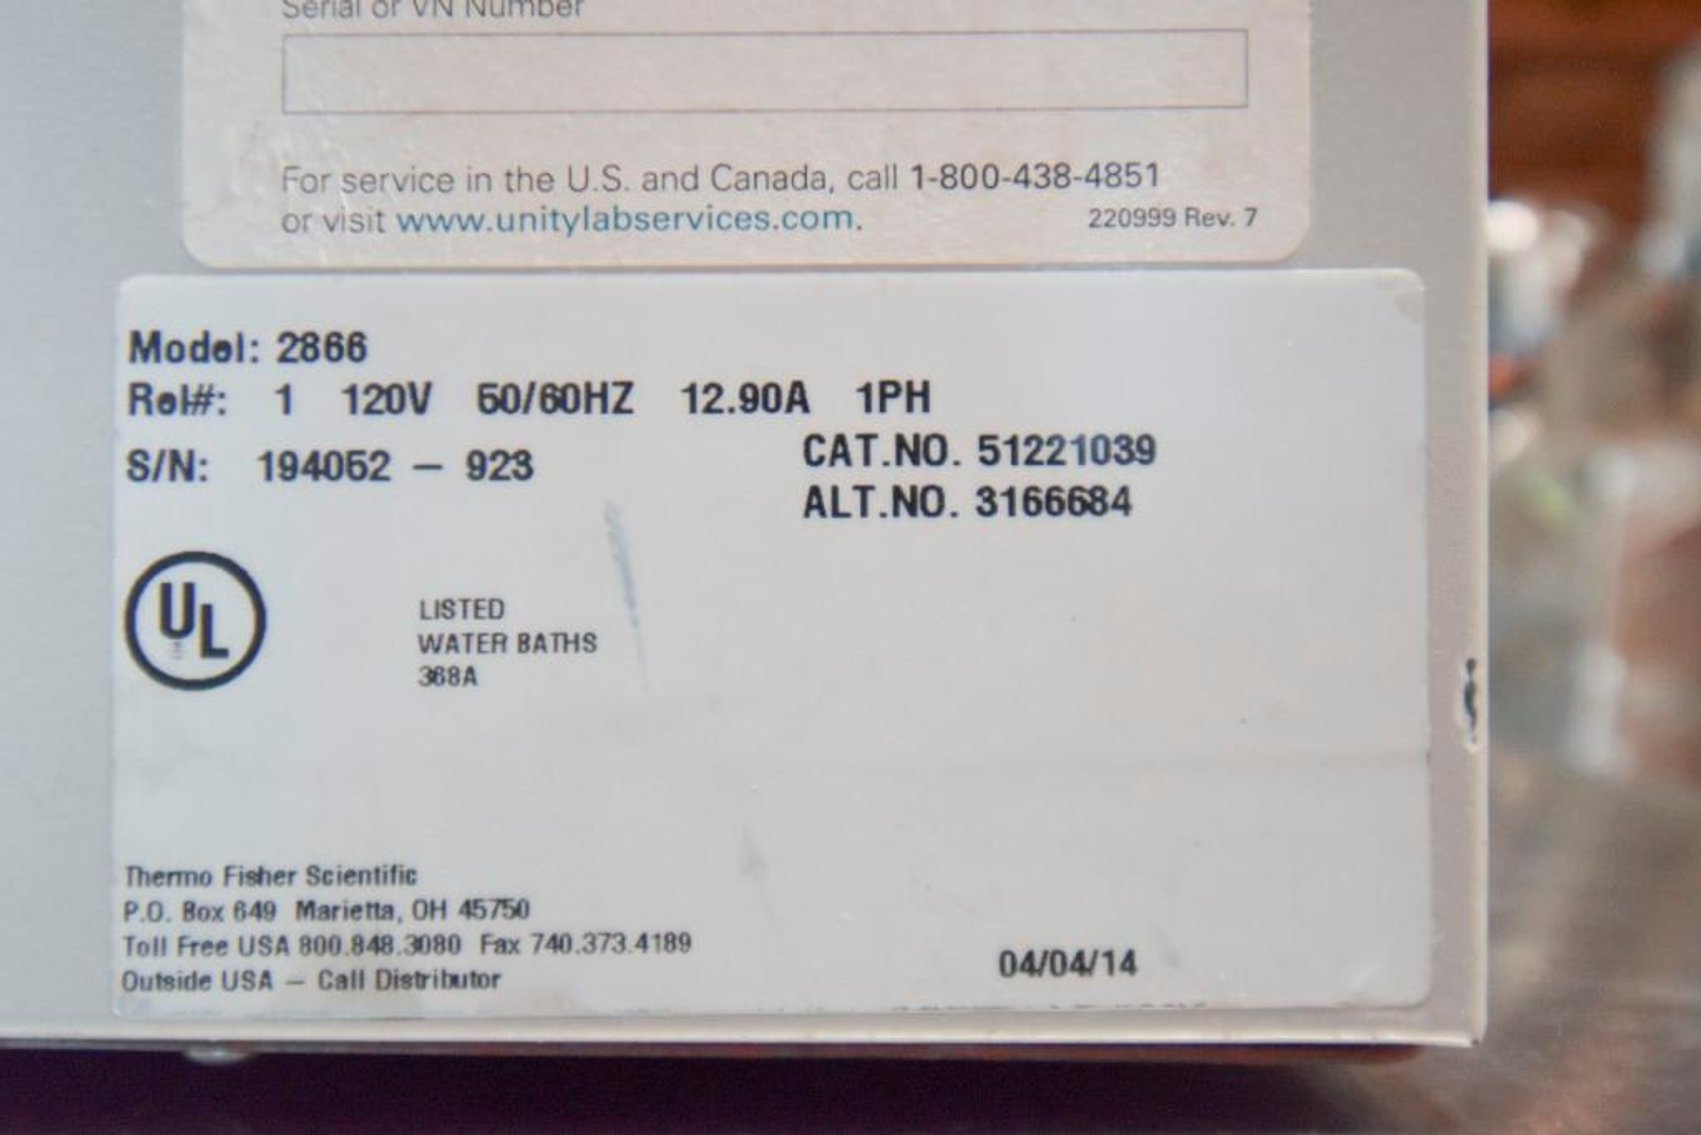 Serial or VN Number
For service in the U.S. and Canada, call 1-800-438-4851
or visit www.unitylabservices.com.
220999 Rev. 7
Model: 2866
Rel#: 1 120V 50/60HZ 12.90A 1PH
S/N: 194052 — 923
CAT.NO. 51221039
ALT.NO. 3166684
UL
LISTED
WATER BATHS
368A
Thermo Fisher Scientific
P.O. Box 649 Marietta, OH 45750
Toll Free USA 800.848.3080 Fax 740.373.4189
Outside USA — Call Distributor
04/04/14